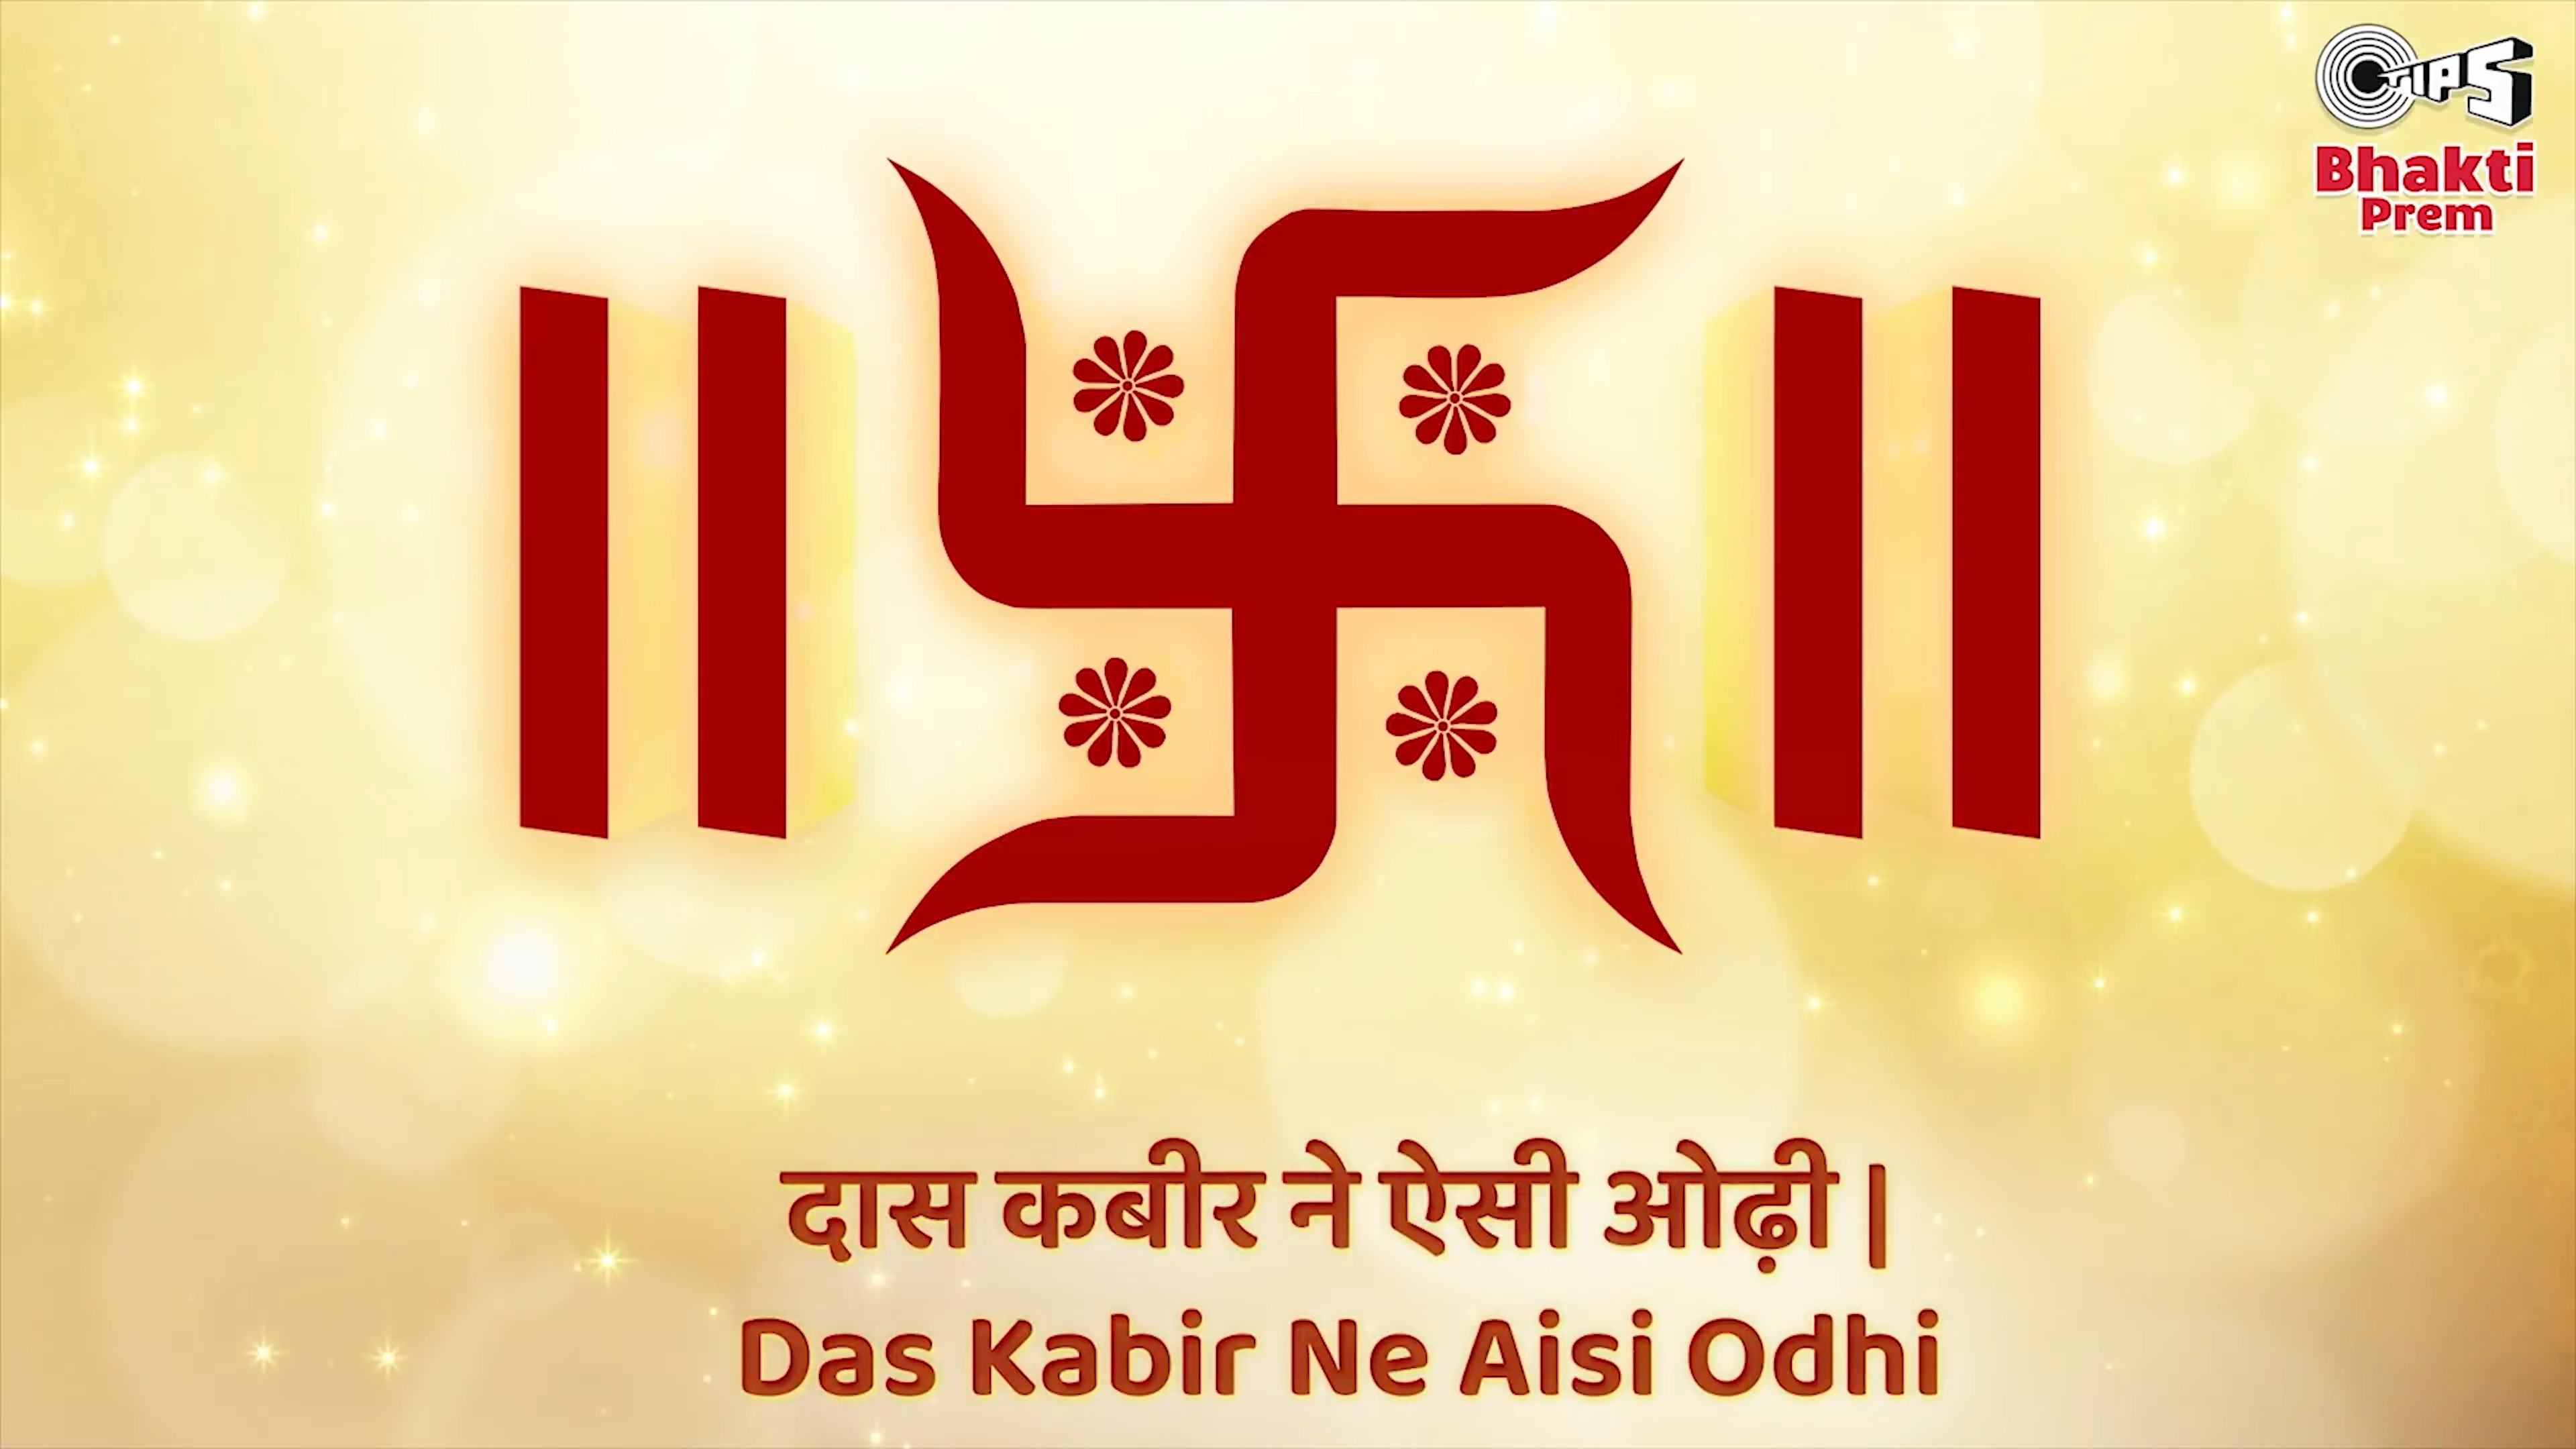 TIPS
Bhakti
Prem
दास कबीर ने ऐसी ओढ़ी |
Das Kabir Ne Aisi Odhi